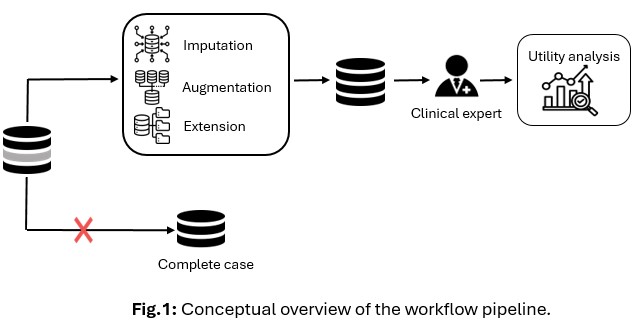 Imputation
Augmentation
Extension
Clinical expert
Utility analysis
Complete case
Fig.1: Conceptual overview of the workflow pipeline.